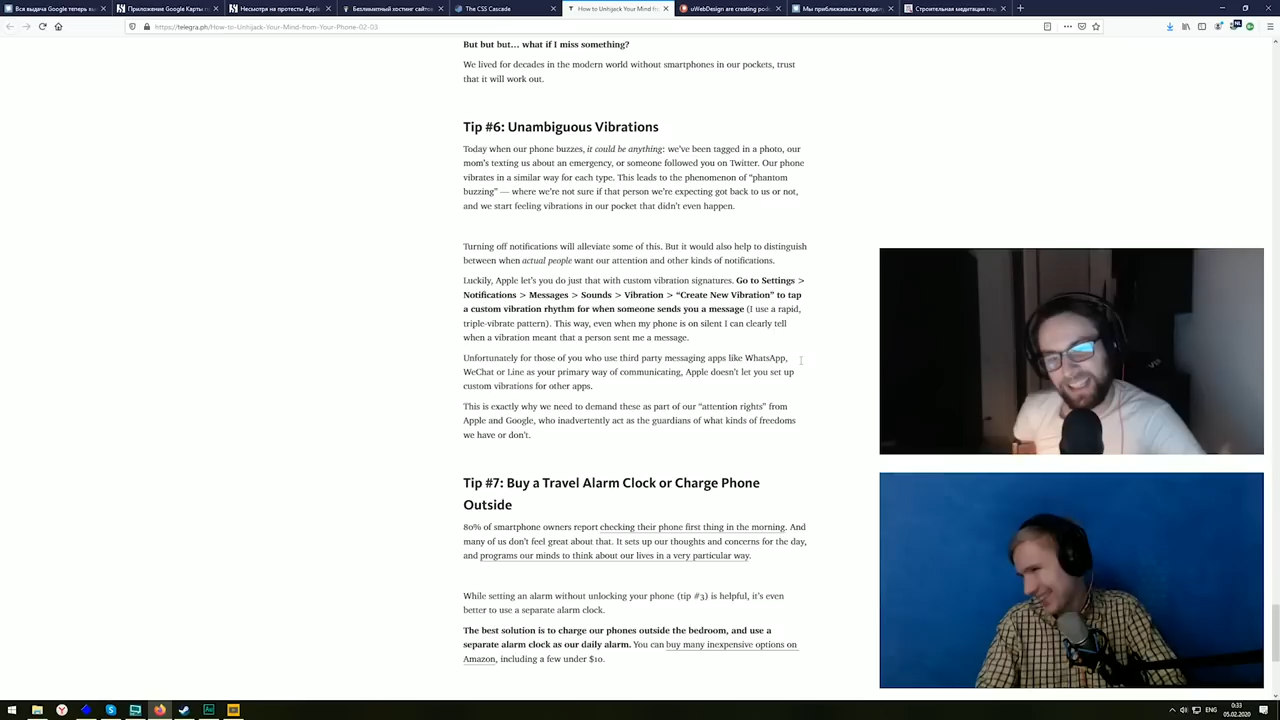 Вся выдача Google теперь вы
Приложение Google Карты п
Несмотря на протесты Apple
Безлимитный хостинг сайтов
The CSS Cascade
How to Unhijack Your Mind fro
uWebDesign are creating podc
Мы приближаемся к предел
Строительная медитация под
https://telegra.ph/How-to-Unhijack-Your-Mind-from-Your-Phone-02-03
But but but… what if I miss something?
We lived for decades in the modern world without smartphones in our pockets, trust
that it will work out.
Tip #6: Unambiguous Vibrations
Today when our phone buzzes, it could be anything: we've been tagged in a photo, our
mom's texting us about an emergency, or someone followed you on Twitter. Our phone
vibrates in a similar way for each type. This leads to the phenomenon of “phantom
buzzing” — where we're not sure if that person we're expecting got back to us or not,
and we start feeling vibrations in our pocket that didn't even happen.
Turning off notifications will alleviate some of this. But it would also help to distinguish
between when actual people want our attention and other kinds of notifications.
Luckily, Apple let's you do just that with custom vibration signatures. Go to Settings >
Notifications > Messages > Sounds > Vibration > “Create New Vibration” to tap
a custom vibration rhythm for when someone sends you a message (I use a rapid,
triple-vibrate pattern). This way, even when my phone is on silent I can clearly tell
when a vibration meant that a person sent me a message.
Unfortunately for those of you who use third party messaging apps like WhatsApp,
WeChat or Line as your primary way of communicating, Apple doesn't let you set up
custom vibrations for other apps.
This is exactly why we need to demand these as part of our “attention rights” from
Apple and Google, who inadvertently act as the guardians of what kinds of freedoms
we have or don't.
Tip #7: Buy a Travel Alarm Clock or Charge Phone
Outside
80% of smartphone owners report checking their phone first thing in the morning. And
many of us don't feel great about that. It sets up our thoughts and concerns for the day,
and programs our minds to think about our lives in a very particular way.
While setting an alarm without unlocking your phone (tip #3) is helpful, it's even
better to use a separate alarm clock.
The best solution is to charge our phones outside the bedroom, and use a
separate alarm clock as our daily alarm. You can buy many inexpensive options on
Amazon, including a few under $10.
ENG
0:33
05.02.2020